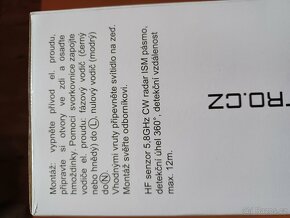 Montáž: vypněte přívod el. proudu,
připravte si otvory ve zdi a osaďte
hmoždinky. Pomocí svorkovnice zapojte
vodiče el. proudu: fázový vodič (černý
nebo hnědý) do Ⓛ, nulový vodič (modrý)
do Ⓝ
Vhodnými vruty připevněte svítidlo na zeď.
Montáž svěřte odborníkovi.
HF senzor 5,8GHz CW radar ISM pásmo,
detekční úhel 360°, detekční vzdálenost
max. 12m.
TRO.CZ